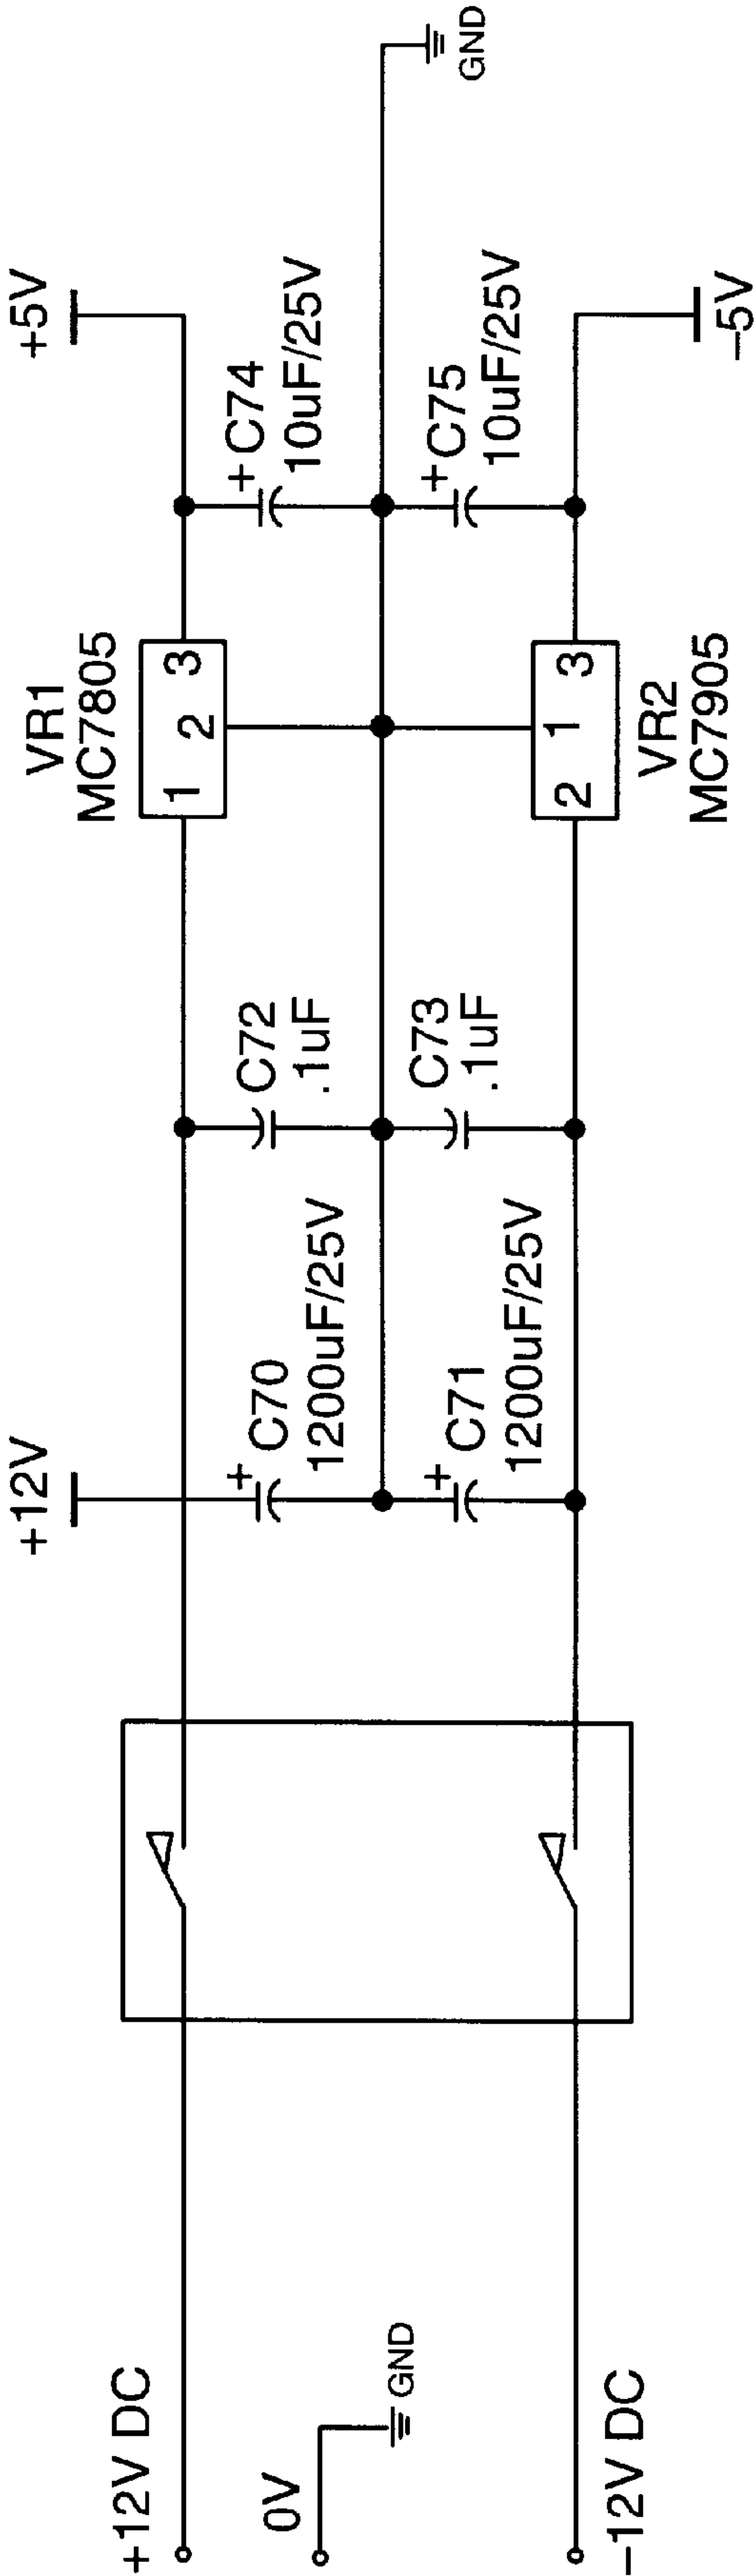 +12V DC
0V
GND
−12V DC
+12V
+
C70
1200uF/25V
+
C71
1200uF/25V
C72
.1uF
C73
.1uF
VR1
MC7805
1
2
3
2
1
3
VR2
MC7905
+5V
+
C74
10uF/25V
+
C75
10uF/25V
−5V
GND